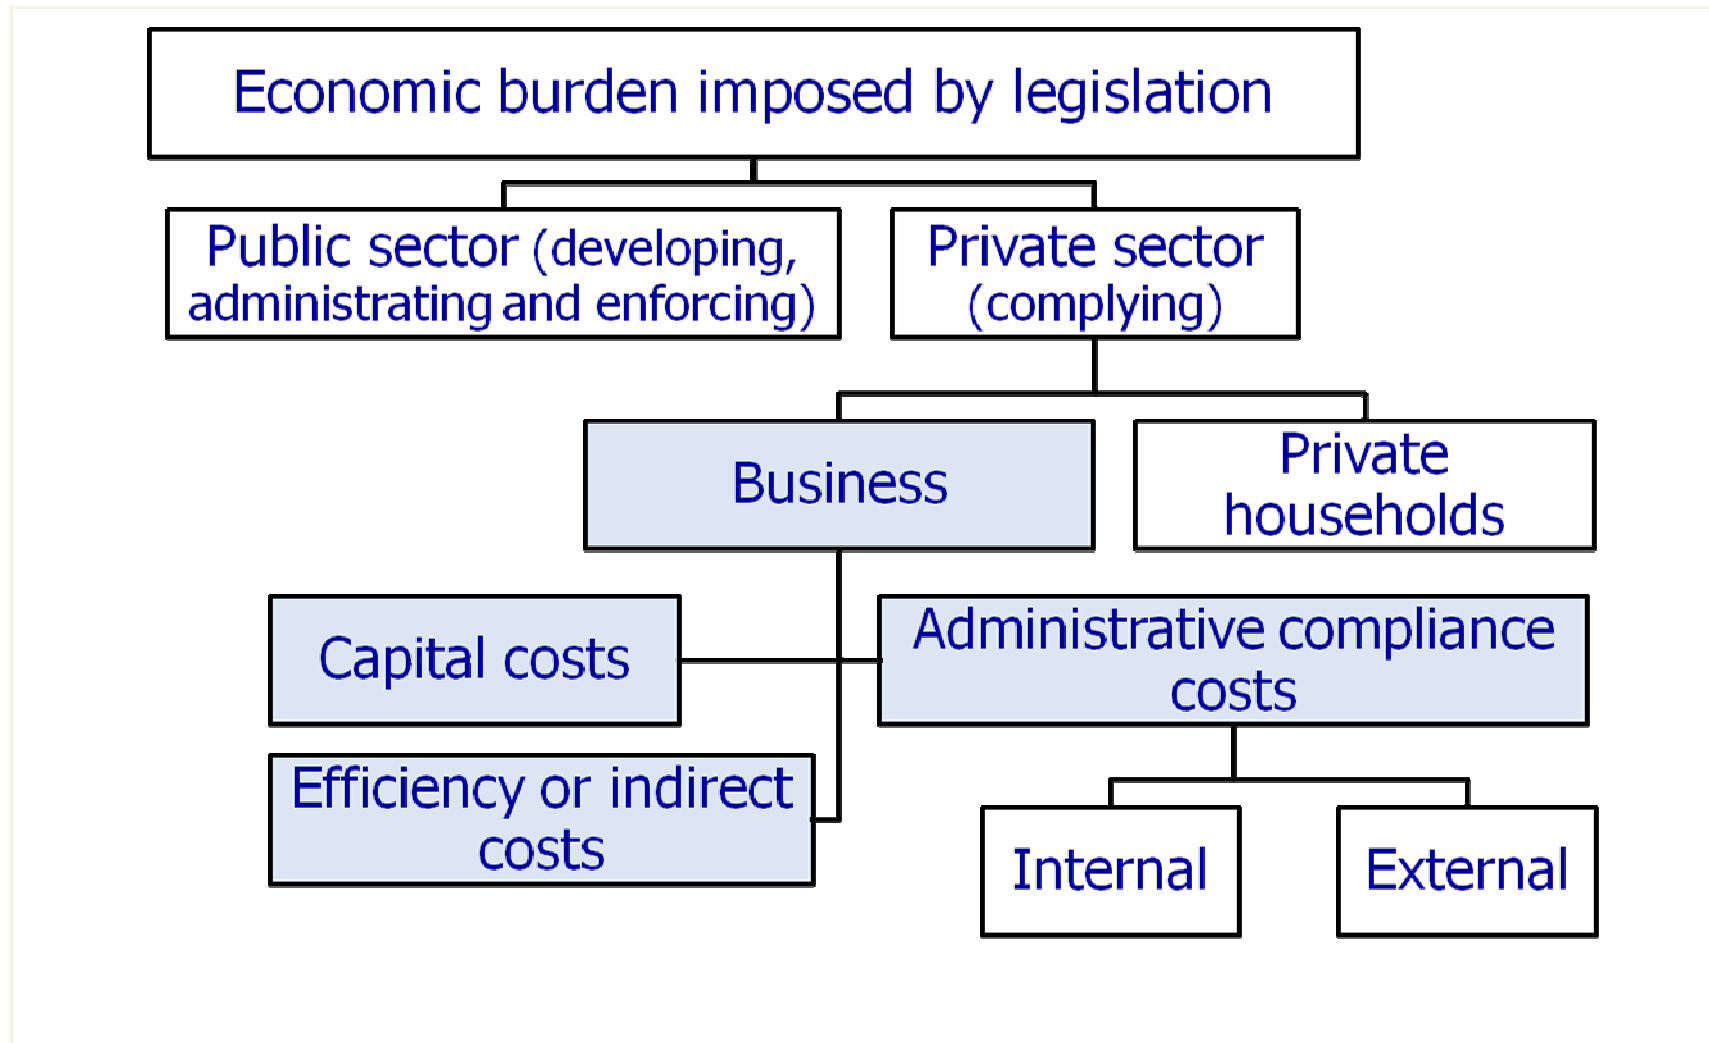 Economic burden imposed by legislation
Public sector (developing,
administrating and enforcing)
Private sector
(complying)
Business
Private
households
Capital costs
Administrative compliance
costs
Efficiency or indirect
costs
Internal
External